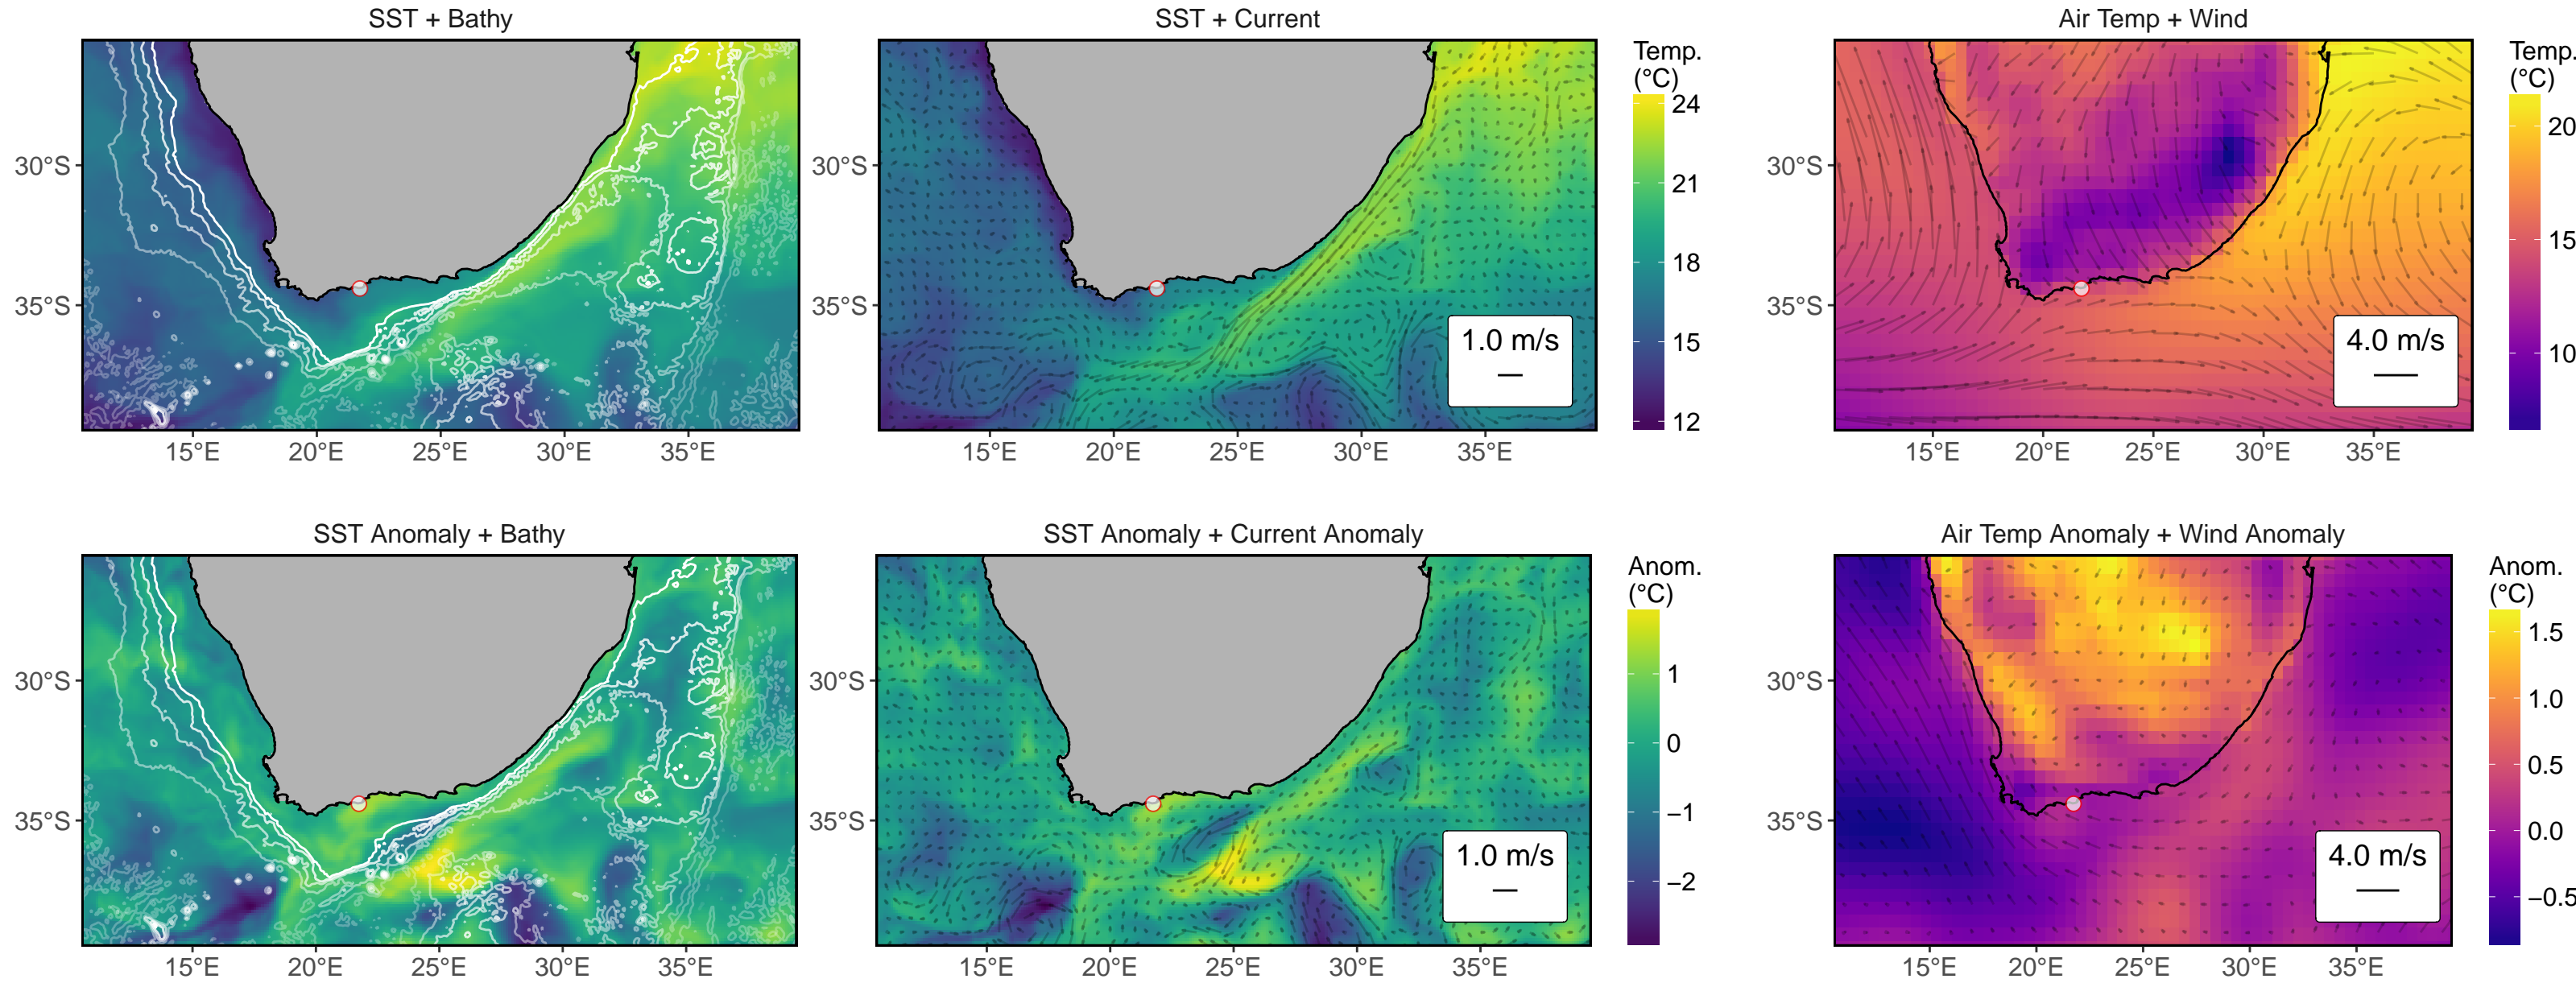 SST + Bathy
30°S
35°S
15°E 20°E 25°E 30°E 35°E
SST + Current
30°S
35°S
15°E 20°E 25°E 30°E 35°E
1.0 m/s
Temp.
(°C)
24
21
18
15
12
Air Temp + Wind
30°S
35°S
15°E 20°E 25°E 30°E 35°E
4.0 m/s
Temp.
(°C)
20
15
10
SST Anomaly + Bathy
30°S
35°S
15°E 20°E 25°E 30°E 35°E
SST Anomaly + Current Anomaly
30°S
35°S
15°E 20°E 25°E 30°E 35°E
1.0 m/s
Anom.
(°C)
1
0
−1
−2
Air Temp Anomaly + Wind Anomaly
30°S
35°S
15°E 20°E 25°E 30°E 35°E
4.0 m/s
Anom.
(°C)
1.5
1.0
0.5
0.0
−0.5